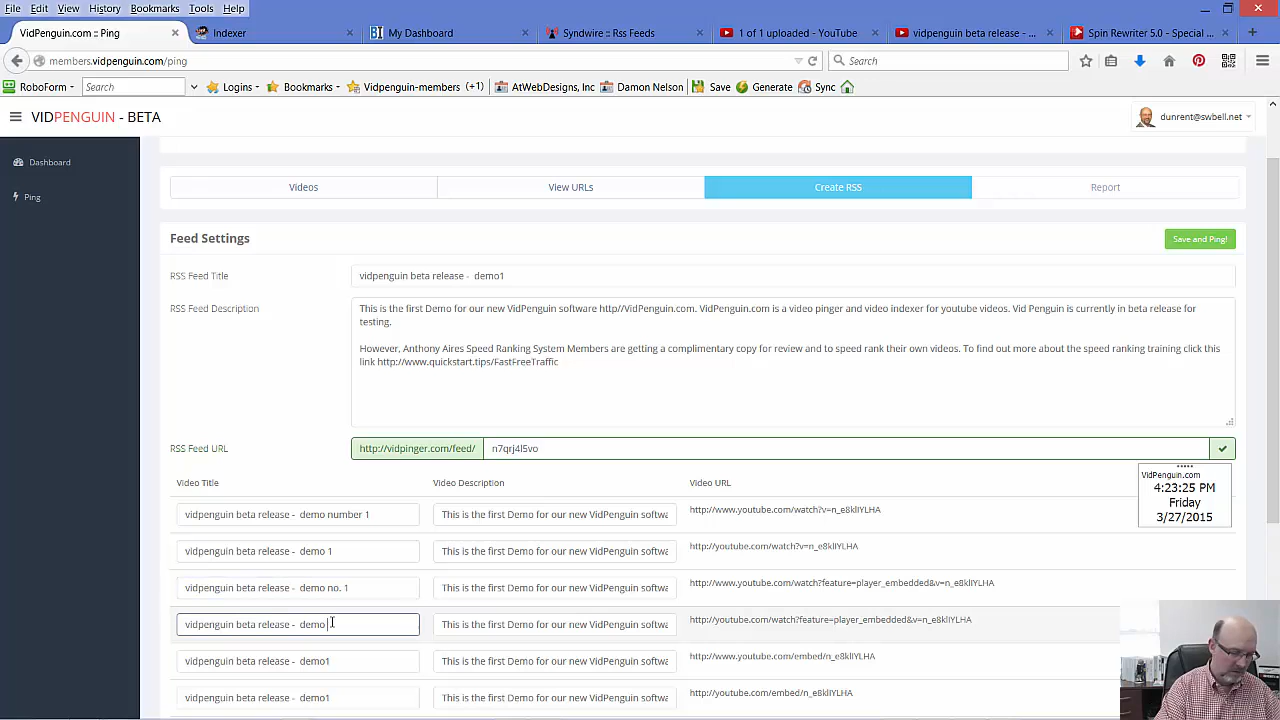 File Edit View History Bookmarks Tools Help
VidPenguin.com :: Ping
Indexer
My Dashboard
Syndwire :: Rss Feeds
1 of 1 uploaded - YouTube
vidpenguin beta release - ...
Spin Rewriter 5.0 - Special ...
members.vidpenguin.com/ping
Search
RoboForm Search Logins Bookmarks Vidpenguin-members (+1) AtWebDesigns, Inc Damon Nelson Save Generate Sync
VIDPENGUIN - BETA
dunrent@swbell.net
Dashboard
Ping
Videos View URLs Create RSS Report
Feed Settings
Save and Ping!
RSS Feed Title
vidpenguin beta release - demo1
RSS Feed Description
This is the first Demo for our new VidPenguin software http//VidPenguin.com. VidPenguin.com is a video pinger and video indexer for youtube videos. Vid Penguin is currently in beta release for
testing.
However, Anthony Aires Speed Ranking System Members are getting a complimentary copy for review and to speed rank their own videos. To find out more about the speed ranking training click this
link http://www.quickstart.tips/FastFreeTraffic
RSS Feed URL
http://vidpinger.com/feed/ n7qrj4l5vo
VidPenguin.com
4:23:25 PM
Friday
3/27/2015
Video Title Video Description Video URL
vidpenguin beta release - demo number 1 This is the first Demo for our new VidPenguin softwa http://www.youtube.com/watch?v=n_e8klIYLHA
vidpenguin beta release - demo 1 This is the first Demo for our new VidPenguin softwa http://youtube.com/watch?v=n_e8klIYLHA
vidpenguin beta release - demo no. 1 This is the first Demo for our new VidPenguin softwa http://www.youtube.com/watch?feature=player_embedded&v=n_e8klIYLHA
vidpenguin beta release - demo This is the first Demo for our new VidPenguin softwa http://youtube.com/watch?feature=player_embedded&v=n_e8klIYLHA
vidpenguin beta release - demo1 This is the first Demo for our new VidPenguin softwa http://www.youtube.com/embed/n_e8klIYLHA
vidpenguin beta release - demo1 This is the first Demo for our new VidPenguin softwa http://youtube.com/embed/n_e8klIYLHA